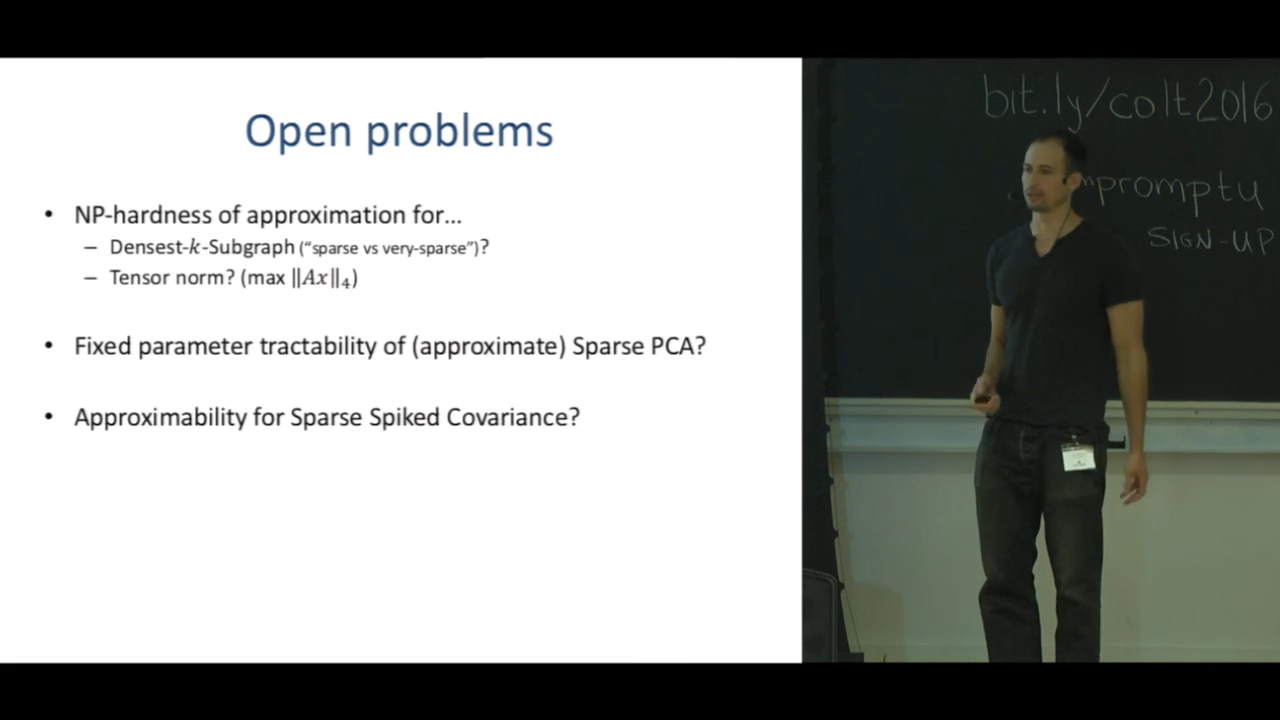 Open problems
• NP-hardness of approximation for...
– Densest-k-Subgraph ("sparse vs very-sparse")?
– Tensor norm? (max ‖Ax‖₄)
• Fixed parameter tractability of (approximate) Sparse PCA?
• Approximability for Sparse Spiked Covariance?
bit.ly/colt2016
mpromptu
SIGN-UP